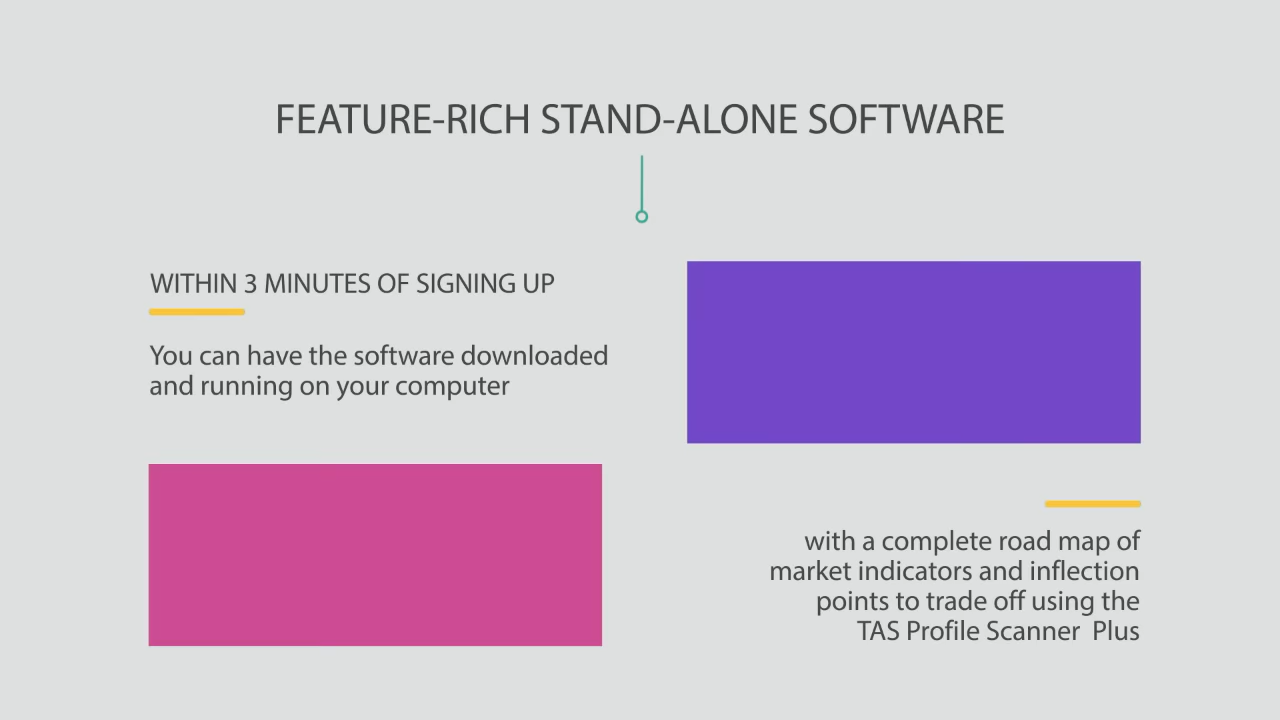 FEATURE-RICH STAND-ALONE SOFTWARE
WITHIN 3 MINUTES OF SIGNING UP
You can have the software downloaded
and running on your computer
with a complete road map of
market indicators and inflection
points to trade off using the
TAS Profile Scanner  Plus